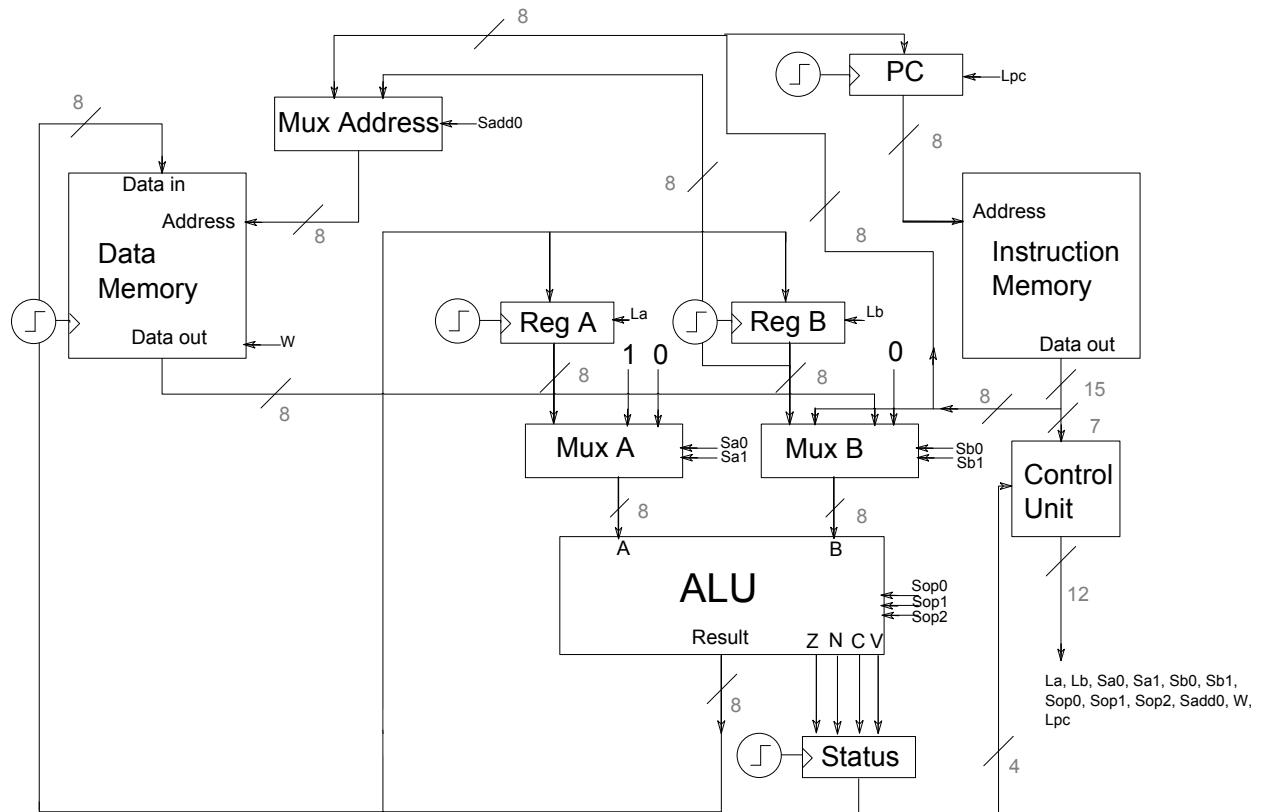 8
PC
Lpc
8
Mux Address
Sadd0
8
8
8
8
8
Data in
Address
Data Memory
Data out
W
Address
Instruction Memory
Data out
Reg A
La
Reg B
Lb
1 0
0
8
8
8
8
15
7
Mux A
Sa0
Sa1
Mux B
Sb0
Sb1
Control
Unit
8
8
A
B
ALU
Sop0
Sop1
Sop2
Result
Z N C V
12
8
La, Lb, Sa0, Sa1, Sb0, Sb1,
Sop0, Sop1, Sop2, Sadd0, W,
Lpc
Status
4